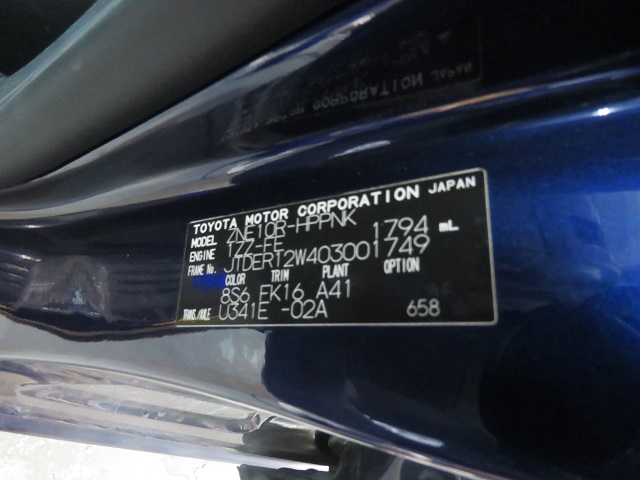 TOYOTA MOTOR CORPORATION JAPAN
MODEL ZNE10R-HPPNK
ENGINE 1ZZ-FE 1794 mL
FRAME No. JTDERT2W403001749
COLOR TRIM PLANT OPTION
8S6 FK16 A41
TRANS./AXLE U341E -02A 658